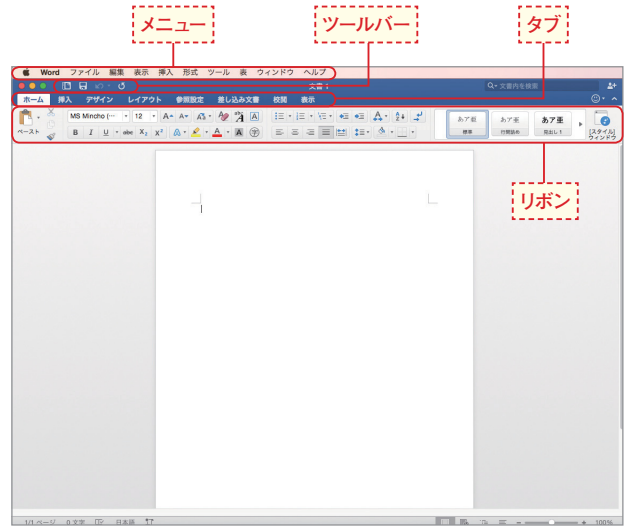 メニュー
ツールバー
タブ
Word ファイル 編集 表示 挿入 形式 ツール 表 ウィンドウ ヘルプ
文書 1
文書内を検索
ホーム 挿入 デザイン レイアウト 参照設定 差し込み文書 校閲 表示
ペースト
MS Mincho (… 12 A A A
あア亜 あア亜 あア亜
B I U abc X₂ X² A A A 字
標準 行間詰め 見出し 1
[スタイル]
ウィンドウ
リボン
1/1 ページ 0 文字 日本語 100%